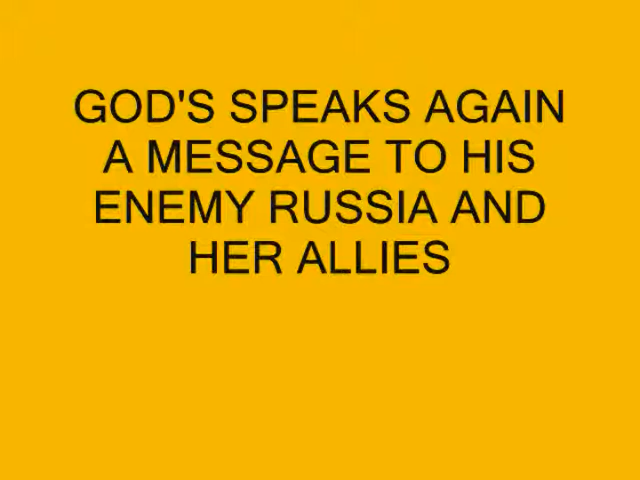 GOD'S SPEAKS AGAIN
A MESSAGE TO HIS
ENEMY RUSSIA AND
HER ALLIES